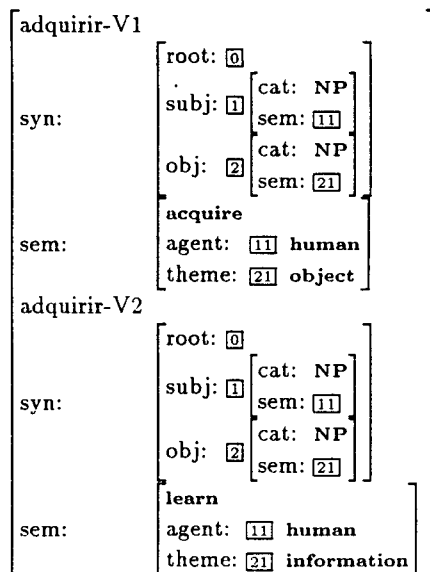 adquirir-V1
root: 0
syn: subj: 1 cat: NP
sem: 11
obj: 2 cat: NP
sem: 21
acquire
sem: agent: 11 human
theme: 21 object
adquirir-V2
root: 0
syn: subj: 1 cat: NP
sem: 11
obj: 2 cat: NP
sem: 21
learn
sem: agent: 11 human
theme: 21 information